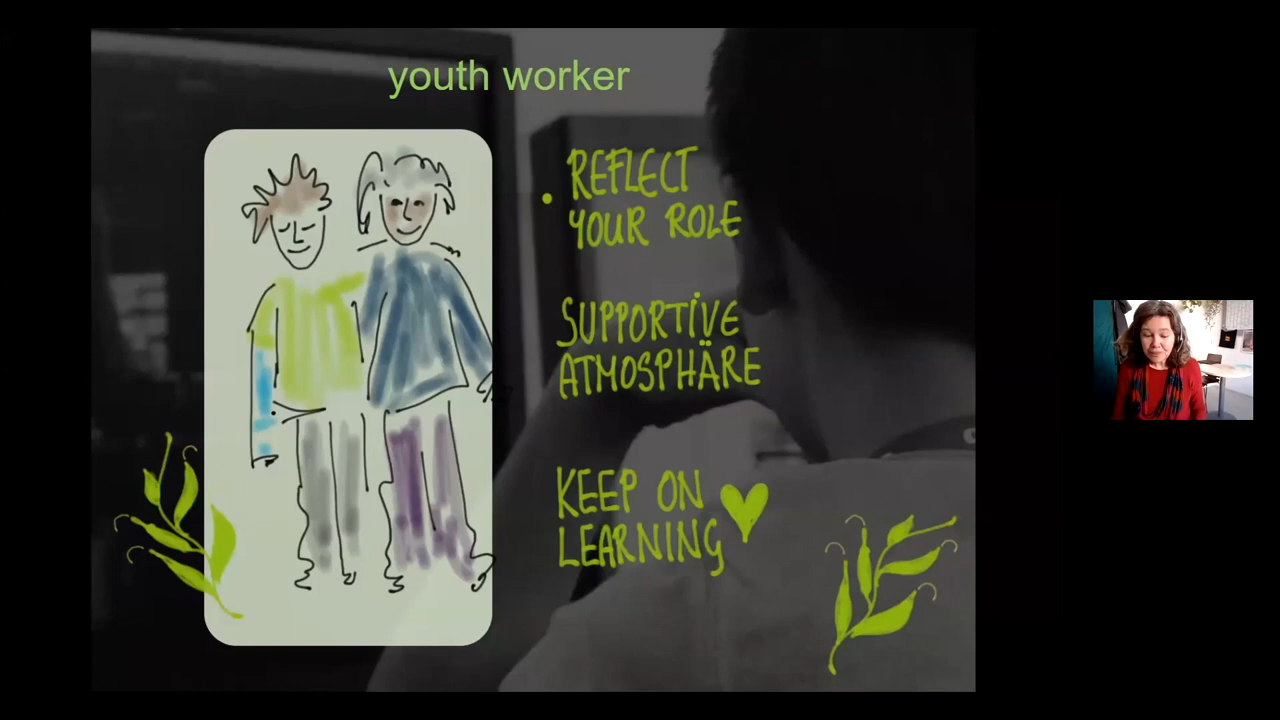 youth worker
• REFLECT
YOUR ROLE
SUPPORTIVE
ATMOSPHÄRE
KEEP ON
LEARNING